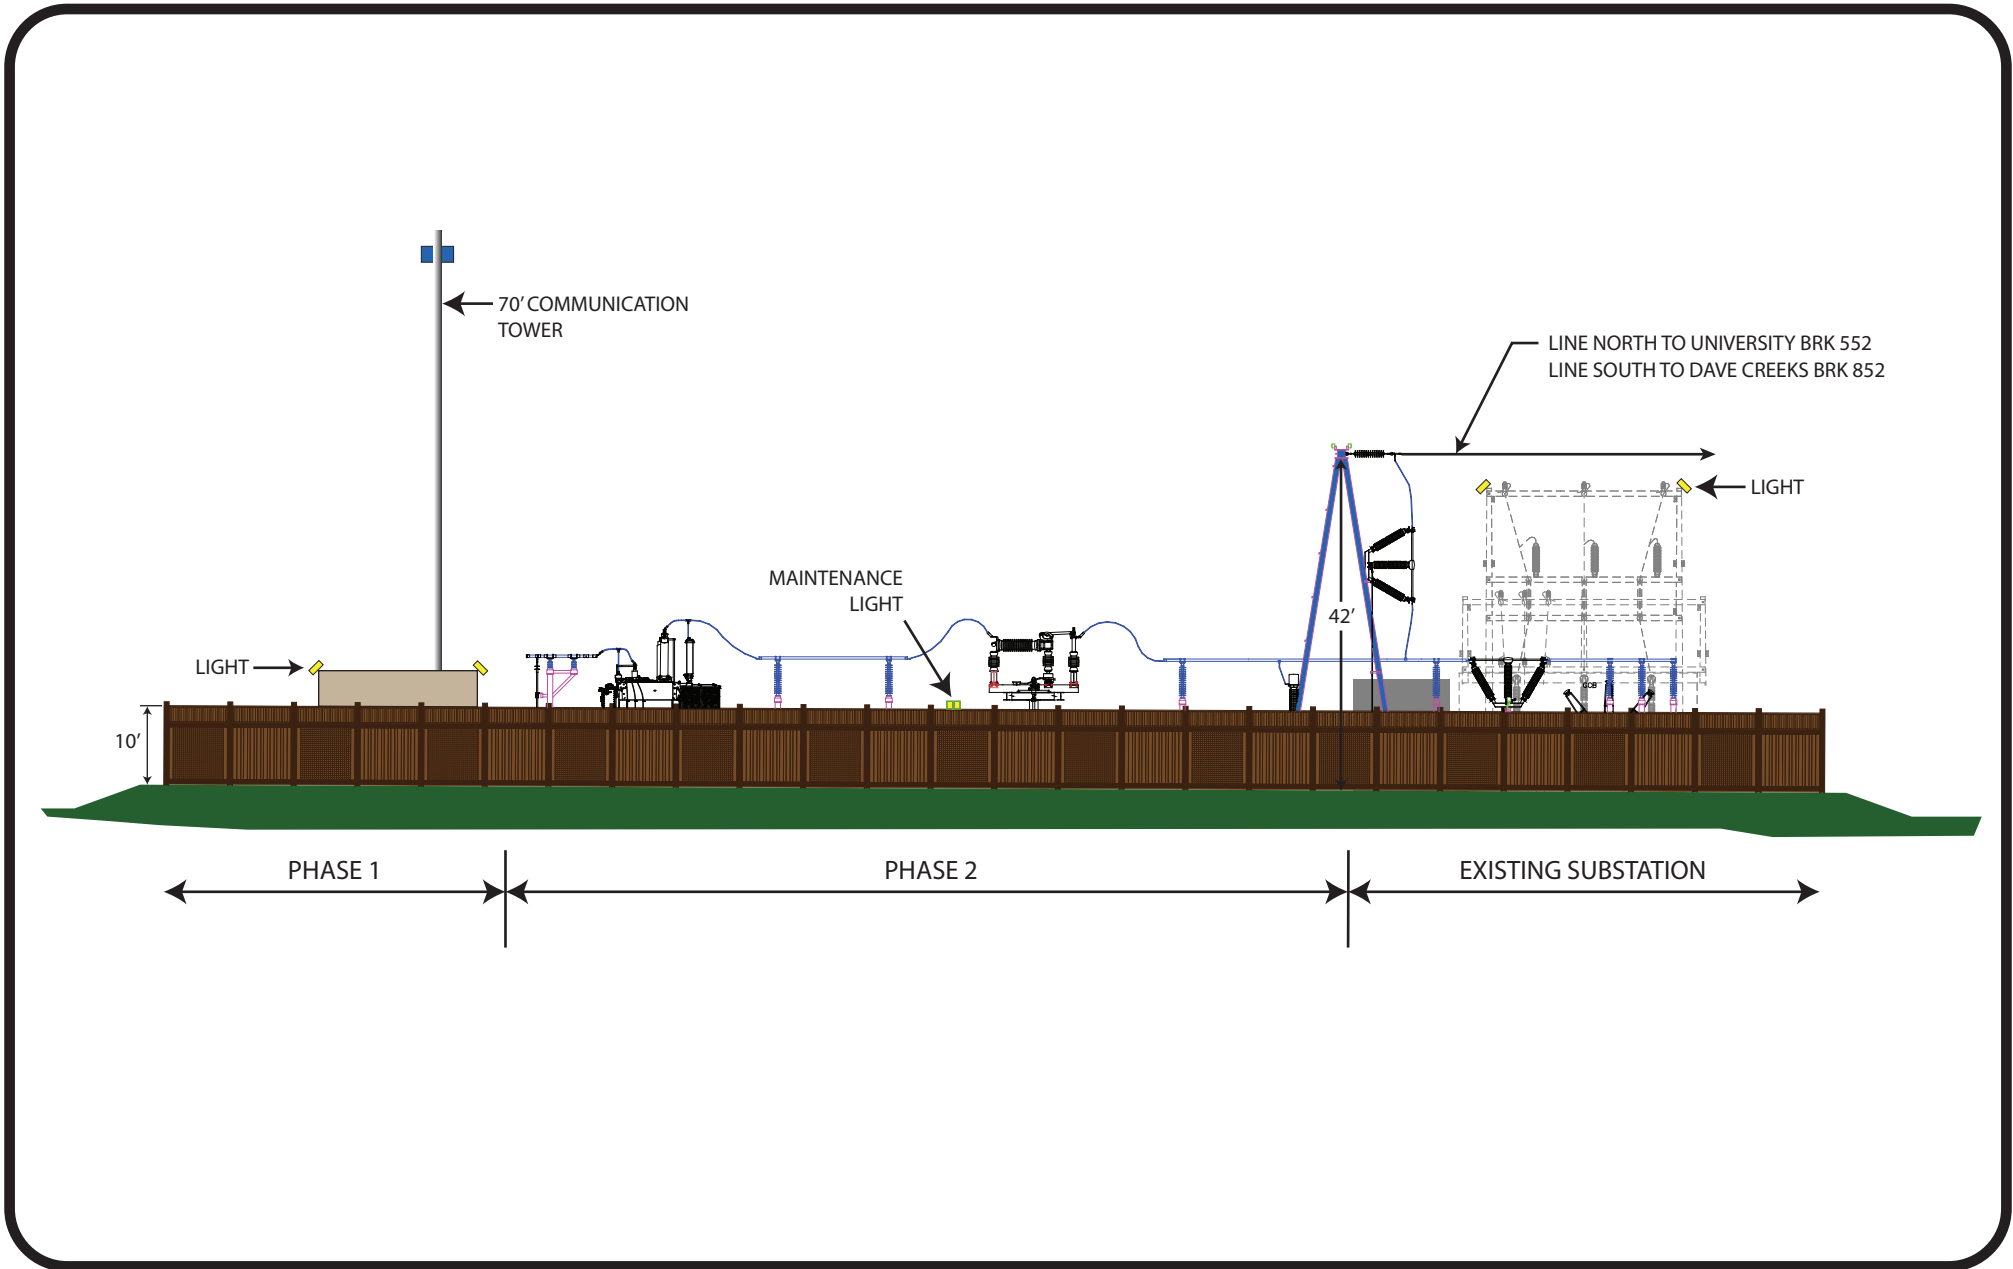 70’ COMMUNICATION
TOWER
LINE NORTH TO UNIVERSITY BRK 552
LINE SOUTH TO DAVE CREEKS BRK 852
LIGHT
MAINTENANCE
LIGHT
42’
LIGHT
GCB
10’
PHASE 1
PHASE 2
EXISTING SUBSTATION